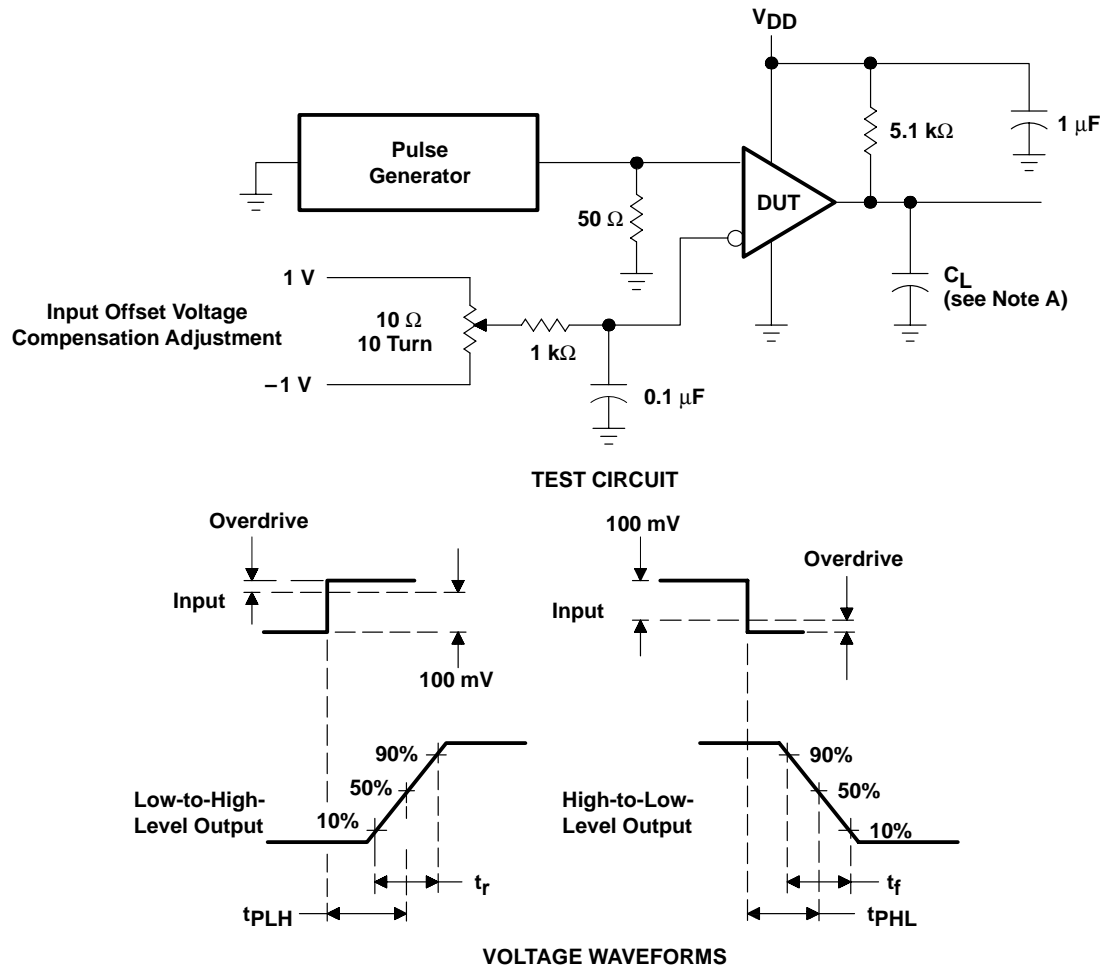 VDD
Pulse
Generator
5.1 kΩ
1 μF
DUT
50 Ω
1 V
CL
(see Note A)
Input Offset Voltage
Compensation Adjustment
10 Ω
10 Turn
1 kΩ
−1 V
0.1 μF
TEST CIRCUIT
Overdrive
100 mV
Overdrive
Input
Input
100 mV
90%
50%
10%
Low-to-High-
Level Output
90%
50%
10%
High-to-Low-
Level Output
tr
tf
tPLH
tPHL
VOLTAGE WAVEFORMS